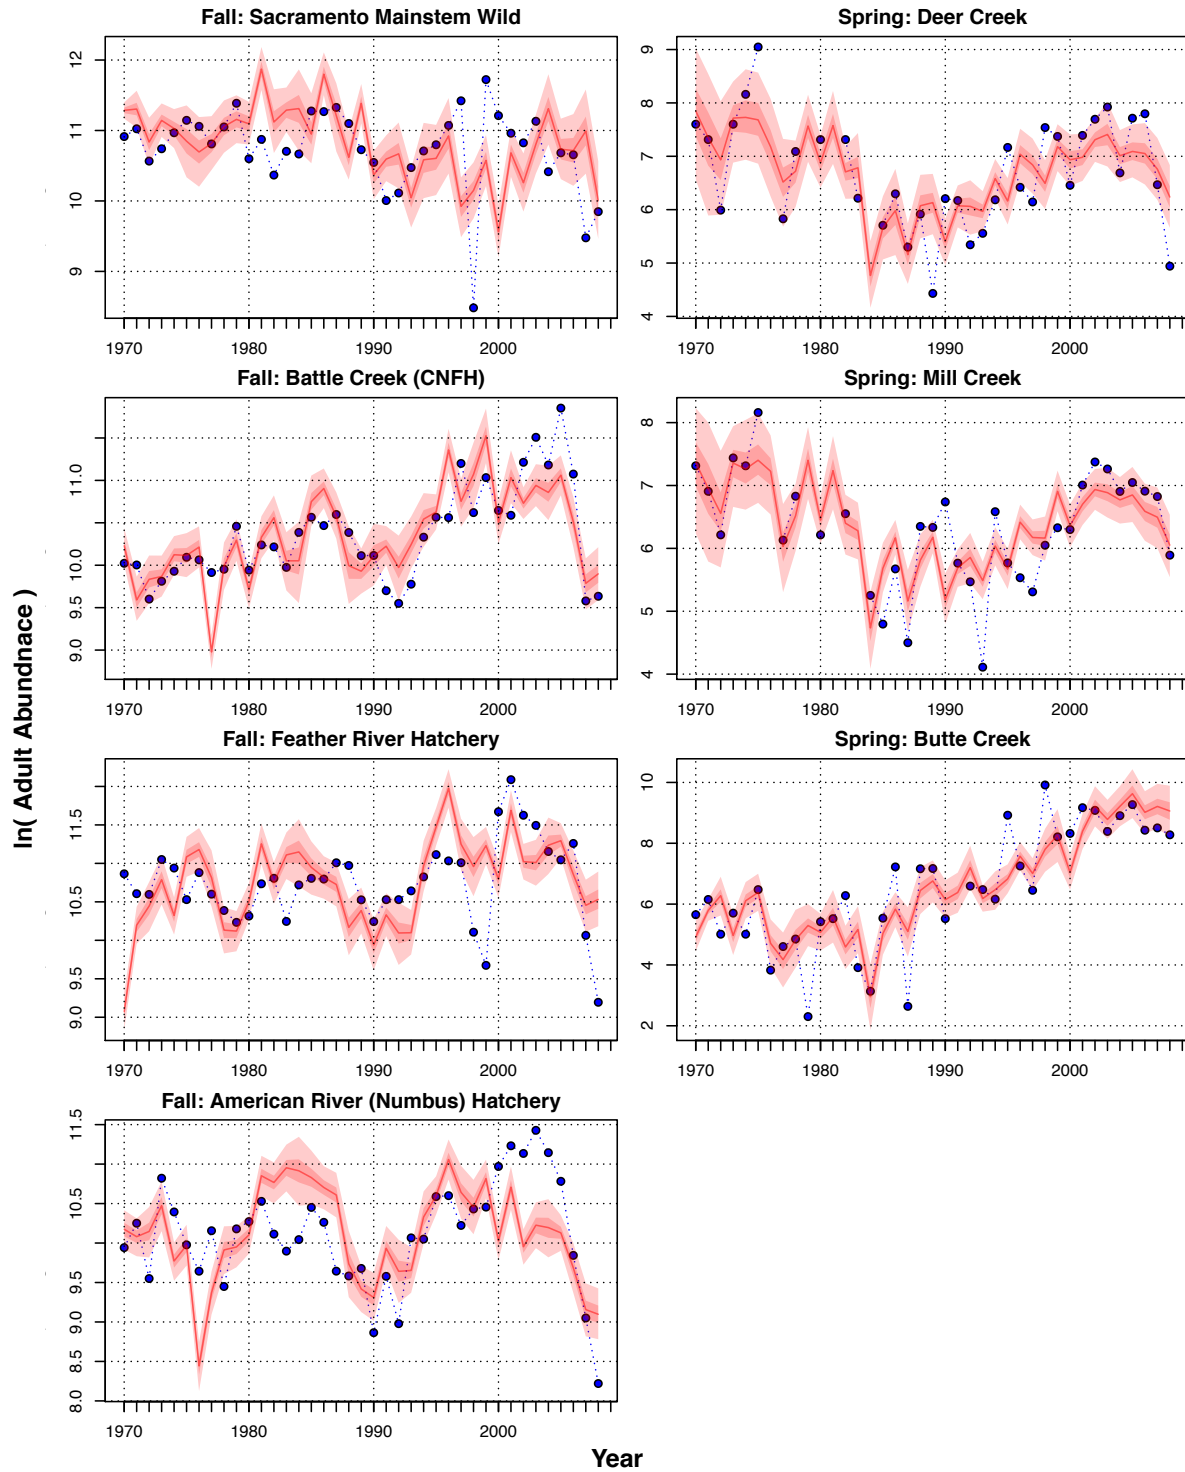 Fall: Sacramento Mainstem Wild
9 10 11 12
1970 1980 1990 2000
Spring: Deer Creek
4 5 6 7 8 9
1970 1980 1990 2000
Fall: Battle Creek (CNFH)
9.0 9.5 10.0 11.0
1970 1980 1990 2000
Spring: Mill Creek
4 5 6 7 8
1970 1980 1990 2000
Fall: Feather River Hatchery
9.0 9.5 10.5 11.5
1970 1980 1990 2000
Spring: Butte Creek
2 4 6 8 10
1970 1980 1990 2000
Fall: American River (Numbus) Hatchery
8.0 8.5 9.0 9.5 10.5 11.5
1970 1980 1990 2000
ln( Adult Abundnace )
Year